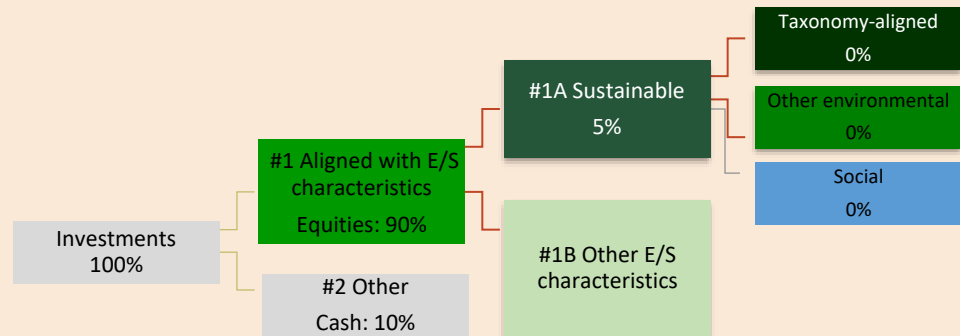 Investments
100%
#1 Aligned with E/S
characteristics
Equities: 90%
#2 Other
Cash: 10%
#1A Sustainable
5%
#1B Other E/S
characteristics
Taxonomy-aligned
0%
Other environmental
0%
Social
0%